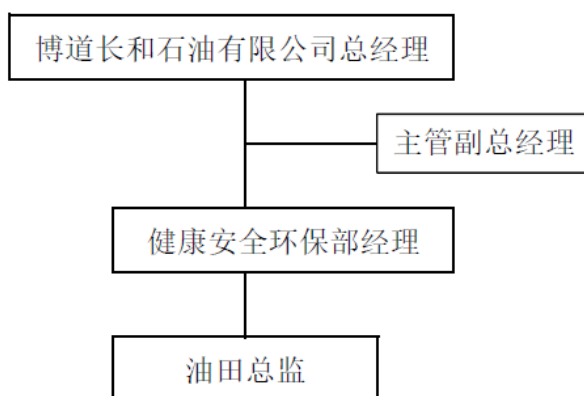 博道长和石油有限公司总经理
主管副总经理
健康安全环保部经理
油田总监